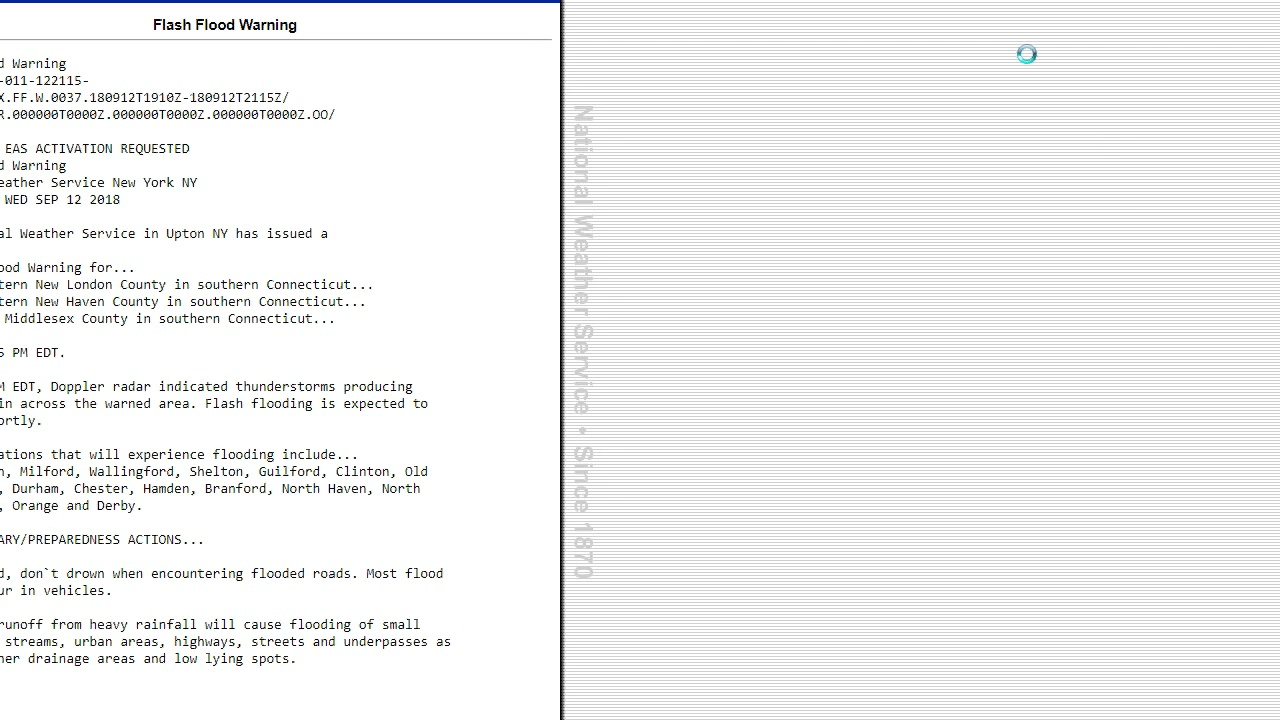 Flash Flood Warning
d Warning
-011-122115-
X.FF.W.0037.180912T1910Z-180912T2115Z/
R.000000T0000Z.000000T0000Z.000000T0000Z.OO/
EAS ACTIVATION REQUESTED
d Warning
eather Service New York NY
WED SEP 12 2018
al Weather Service in Upton NY has issued a
ood Warning for...
tern New London County in southern Connecticut...
tern New Haven County in southern Connecticut...
Middlesex County in southern Connecticut...
5 PM EDT.
M EDT, Doppler radar indicated thunderstorms producing
in across the warned area. Flash flooding is expected to
ortly.
ations that will experience flooding include...
n, Milford, Wallingford, Shelton, Guilford, Clinton, Old
, Durham, Chester, Hamden, Branford, North Haven, North
, Orange and Derby.
ARY/PREPAREDNESS ACTIONS...
d, don`t drown when encountering flooded roads. Most flood
ur in vehicles.
runoff from heavy rainfall will cause flooding of small
streams, urban areas, highways, streets and underpasses as
her drainage areas and low lying spots.
National Weather Service • Since 1870